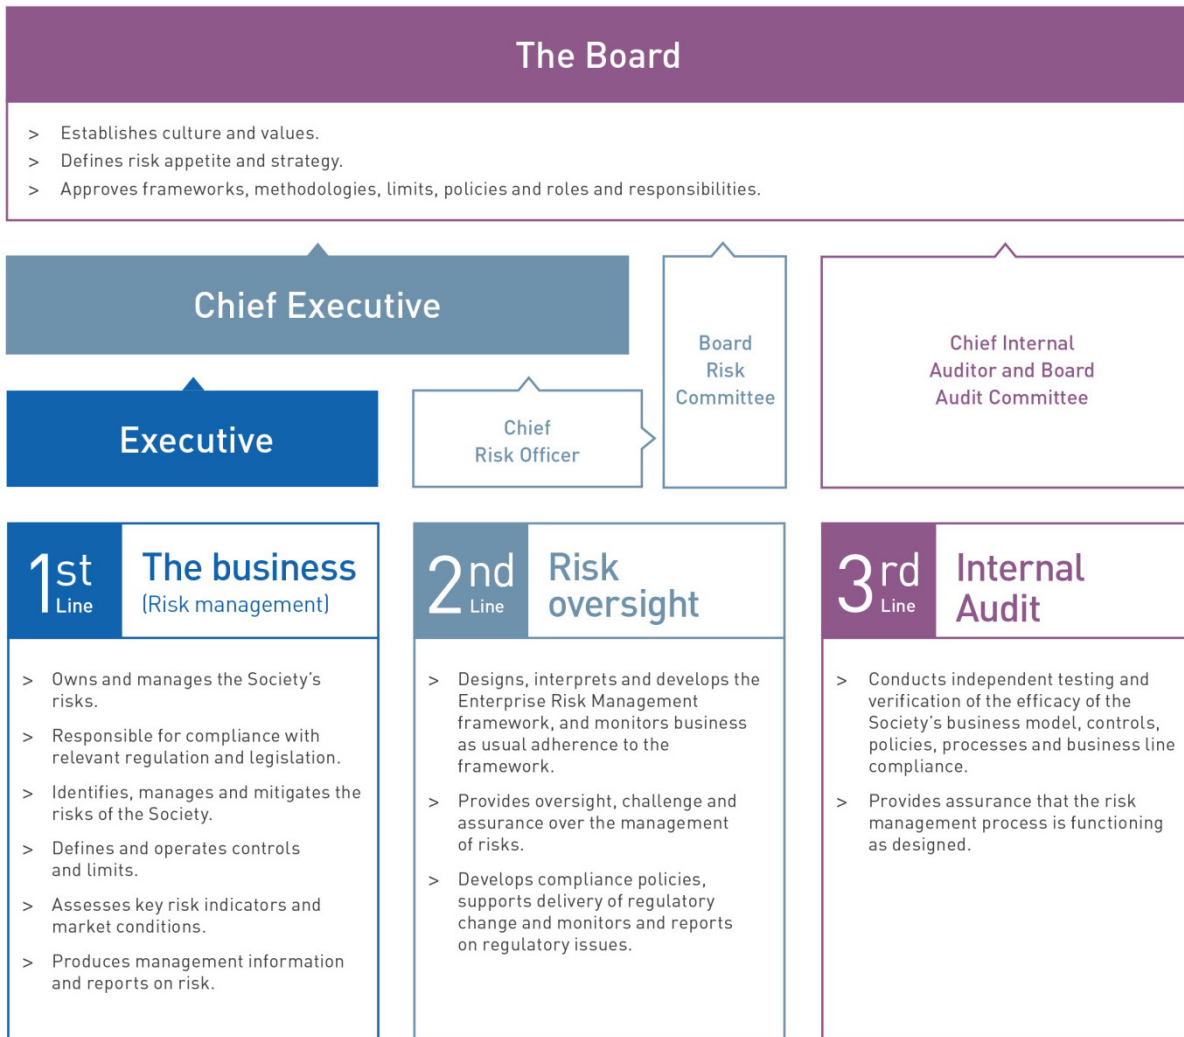 The Board
> Establishes culture and values.
> Defines risk appetite and strategy.
> Approves frameworks, methodologies, limits, policies and roles and responsibilities.
Chief Executive
Board
Risk
Committee
Chief Internal
Auditor and Board
Audit Committee
Executive
Chief
Risk Officer
1st
Line
The business
(Risk management)
> Owns and manages the Society's
risks.
> Responsible for compliance with
relevant regulation and legislation.
> Identifies, manages and mitigates the
risks of the Society.
> Defines and operates controls
and limits.
> Assesses key risk indicators and
market conditions.
> Produces management information
and reports on risk.
2nd
Line
Risk
oversight
> Designs, interprets and develops the
Enterprise Risk Management
framework, and monitors business
as usual adherence to the
framework.
> Provides oversight, challenge and
assurance over the management
of risks.
> Develops compliance policies,
supports delivery of regulatory
change and monitors and reports
on regulatory issues.
3rd
Line
Internal
Audit
> Conducts independent testing and
verification of the efficacy of the
Society's business model, controls,
policies, processes and business line
compliance.
> Provides assurance that the risk
management process is functioning
as designed.